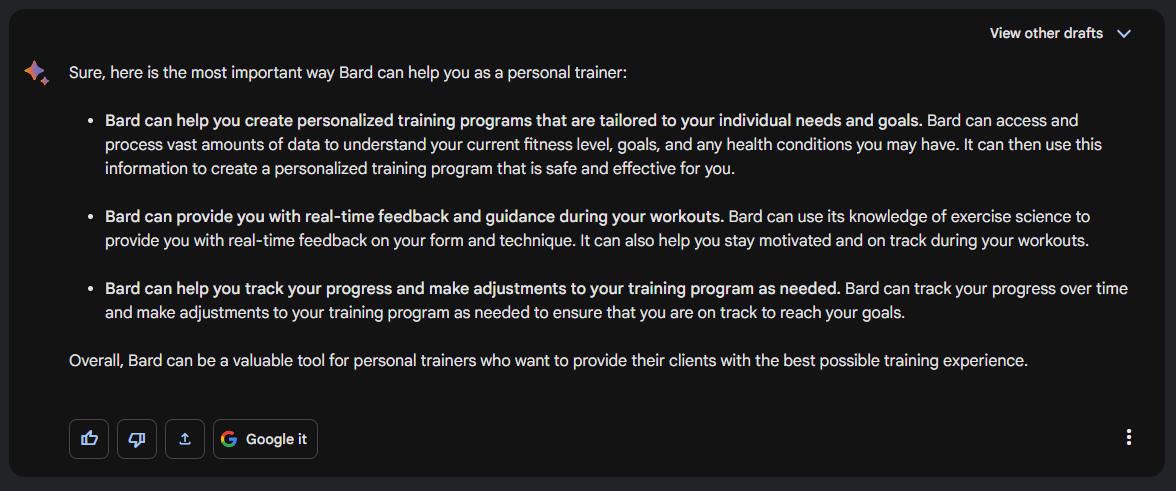 View other drafts
Sure, here is the most important way Bard can help you as a personal trainer:
• Bard can help you create personalized training programs that are tailored to your individual needs and goals. Bard can access and
process vast amounts of data to understand your current fitness level, goals, and any health conditions you may have. It can then use this
information to create a personalized training program that is safe and effective for you.
• Bard can provide you with real-time feedback and guidance during your workouts. Bard can use its knowledge of exercise science to
provide you with real-time feedback on your form and technique. It can also help you stay motivated and on track during your workouts.
• Bard can help you track your progress and make adjustments to your training program as needed. Bard can track your progress over time
and make adjustments to your training program as needed to ensure that you are on track to reach your goals.
Overall, Bard can be a valuable tool for personal trainers who want to provide their clients with the best possible training experience.
Google it